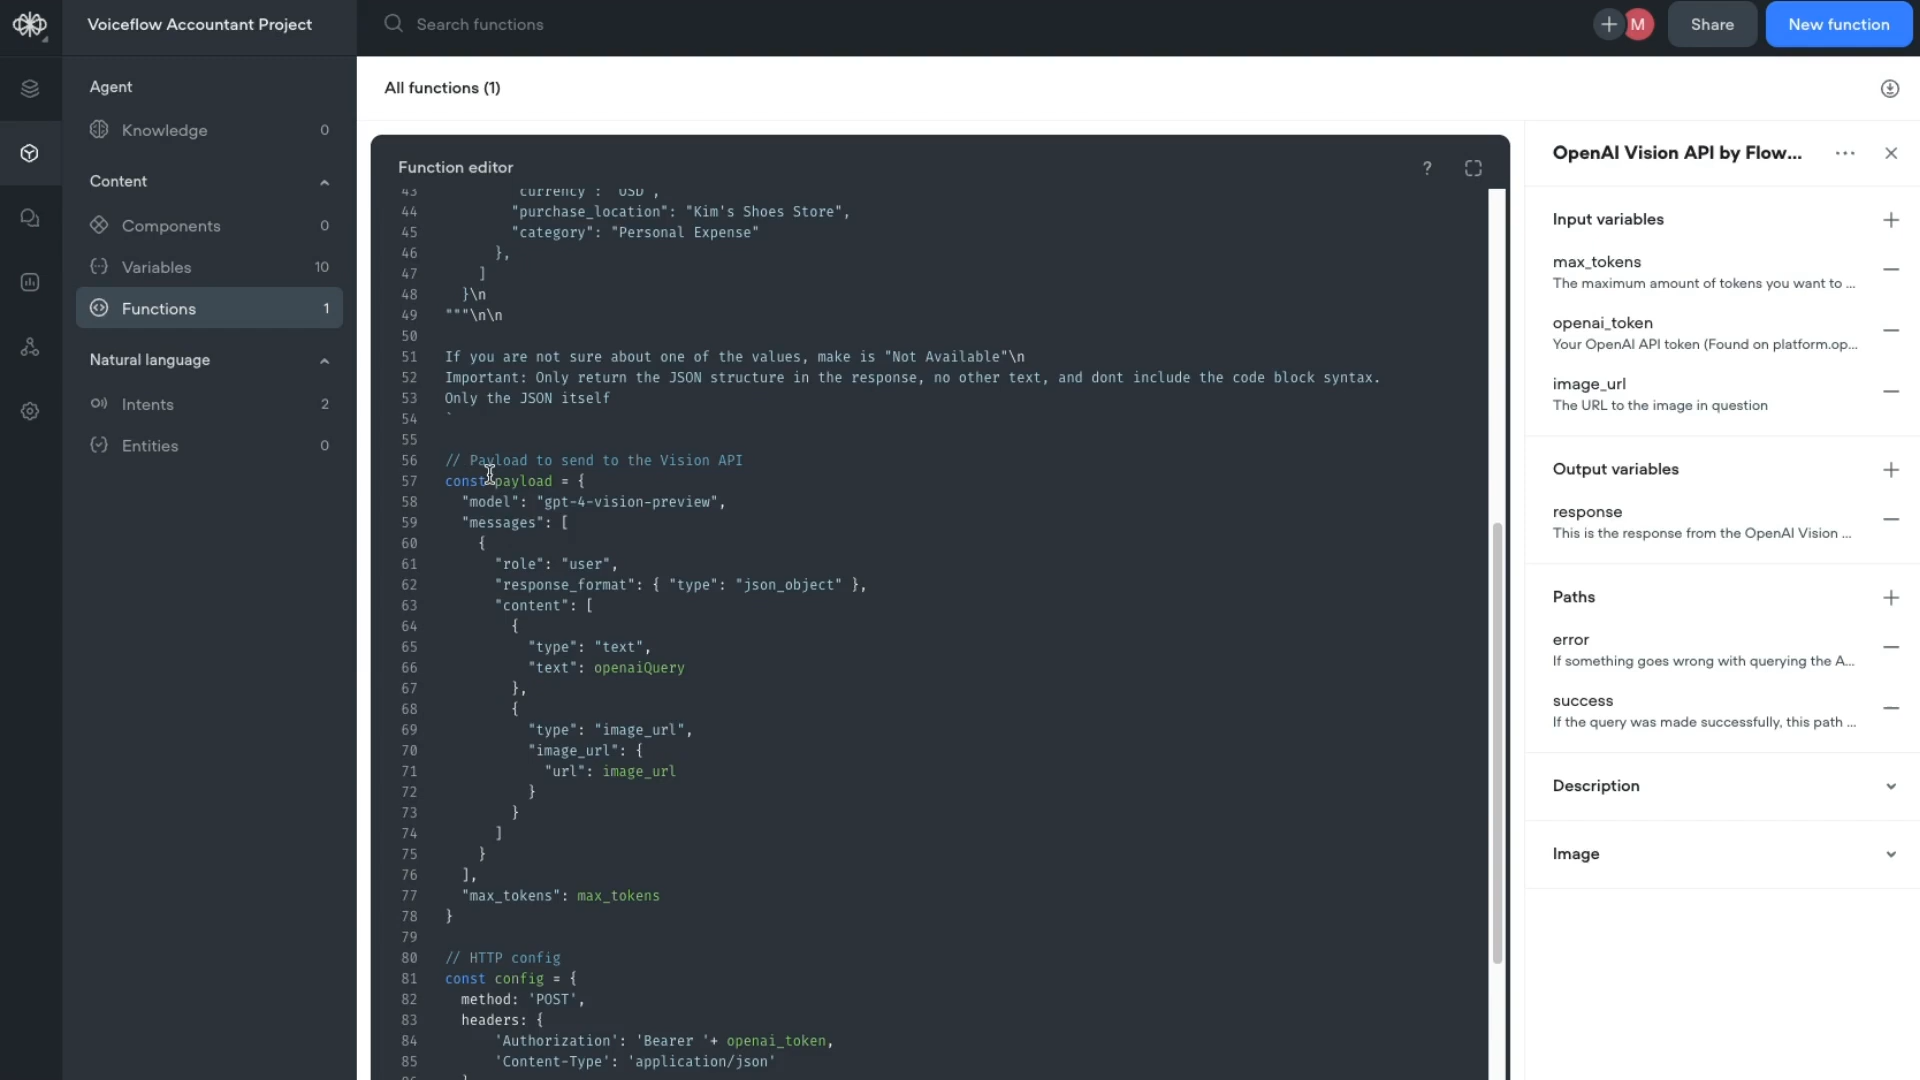 Voiceflow Accountant Project
Search functions
M
Share
New function
Agent
Knowledge 0
Content
Components 0
Variables 10
Functions 1
Natural language
Intents 2
Entities 0
All functions (1)
Function editor
?
43 "currency": "USD",
44 "purchase_location": "Kim's Shoes Store",
45 "category": "Personal Expense"
46 },
47 ]
48 }\n
49 """\n\n
50
51 If you are not sure about one of the values, make is "Not Available"\n
52 Important: Only return the JSON structure in the response, no other text, and dont include the code block syntax.
53 Only the JSON itself
54 `
55
56 // Payload to send to the Vision API
57 const payload = {
58 "model": "gpt-4-vision-preview",
59 "messages": [
60 {
61 "role": "user",
62 "response_format": { "type": "json_object" },
63 "content": [
64 {
65 "type": "text",
66 "text": openaiQuery
67 },
68 {
69 "type": "image_url",
70 "image_url": {
71 "url": image_url
72 }
73 }
74 ]
75 }
76 ],
77 "max_tokens": max_tokens
78 }
79
80 // HTTP config
81 const config = {
82 method: 'POST',
83 headers: {
84 'Authorization': 'Bearer '+ openai_token,
85 'Content-Type': 'application/json'
OpenAI Vision API by Flow...
Input variables
max_tokens
The maximum amount of tokens you want to ...
openai_token
Your OpenAI API token (Found on platform.op...
image_url
The URL to the image in question
Output variables
response
This is the response from the OpenAI Vision ...
Paths
error
If something goes wrong with querying the A...
success
If the query was made successfully, this path ...
Description
Image